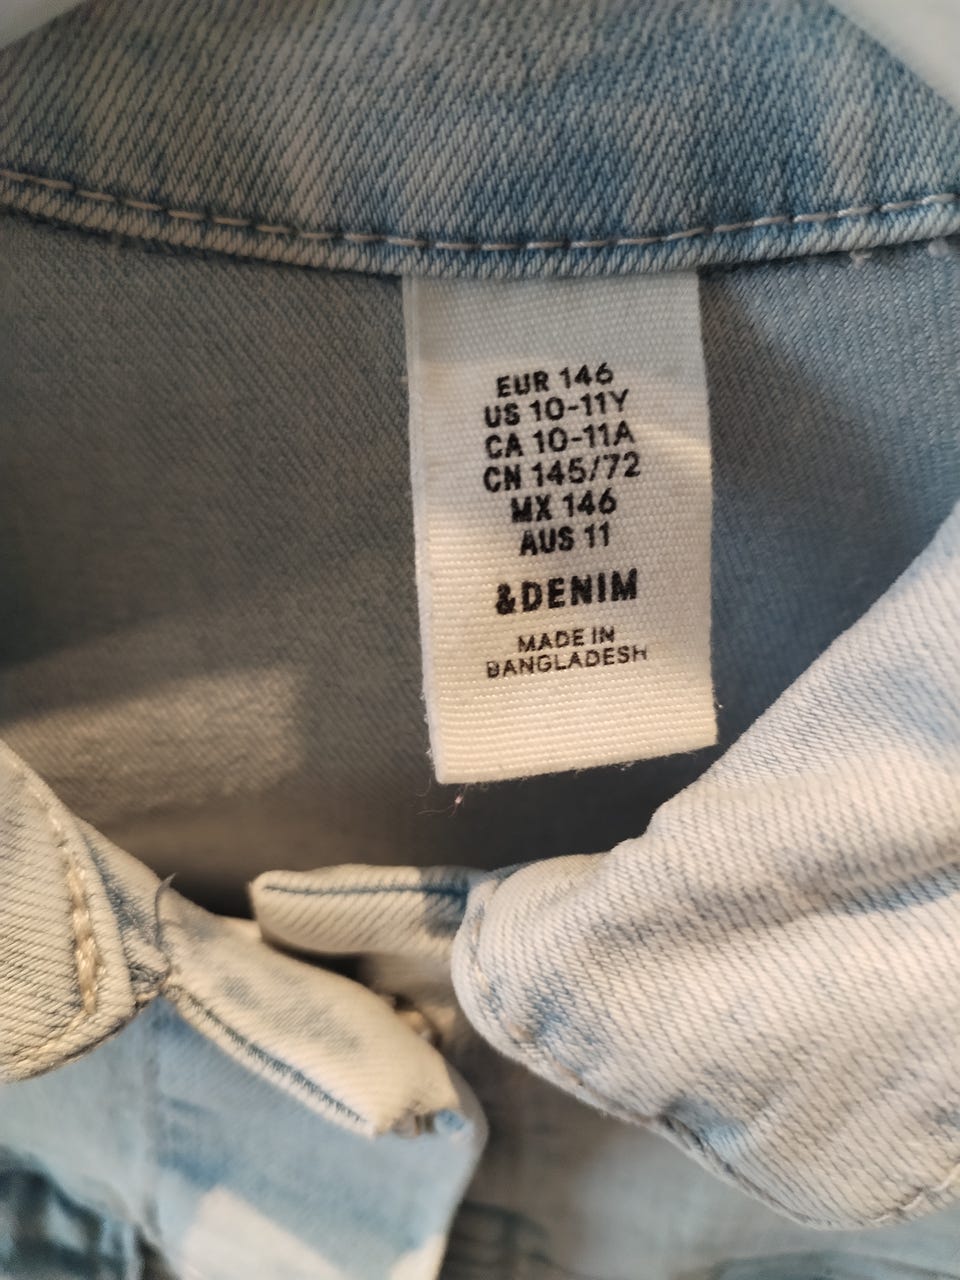 EUR 146
US 10-11Y
CA 10-11A
CN 145/72
MX 146
AUS 11
&DENIM
MADE IN
BANGLADESH